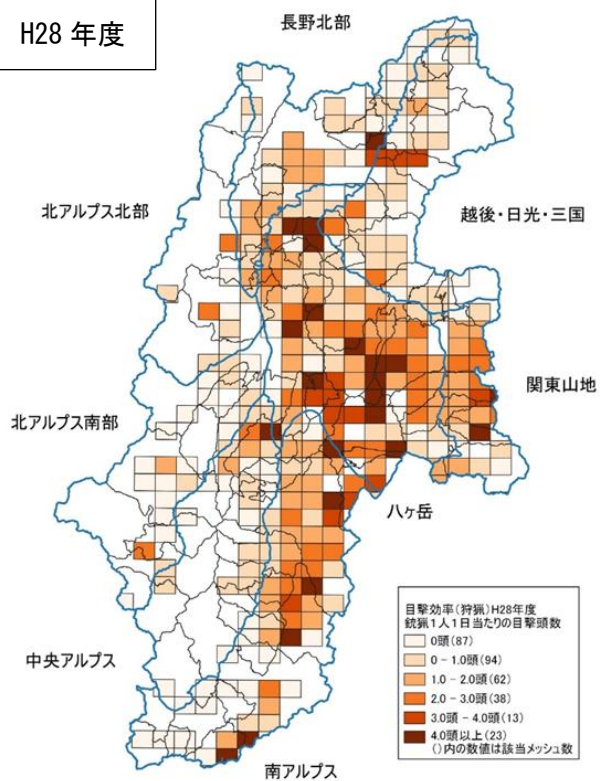 H28 年度
長野北部
北アルプス北部
越後・日光・三国
関東山地
北アルプス南部
八ヶ岳
中央アルプス
南アルプス
目撃効率(狩猟)H28年度
銃猟1人1日当たりの目撃頭数
0頭(87)
0 - 1.0頭(94)
1.0 - 2.0頭(62)
2.0 - 3.0頭(38)
3.0頭 - 4.0頭(13)
4.0頭以上(23)
()内の数値は該当メッシュ数